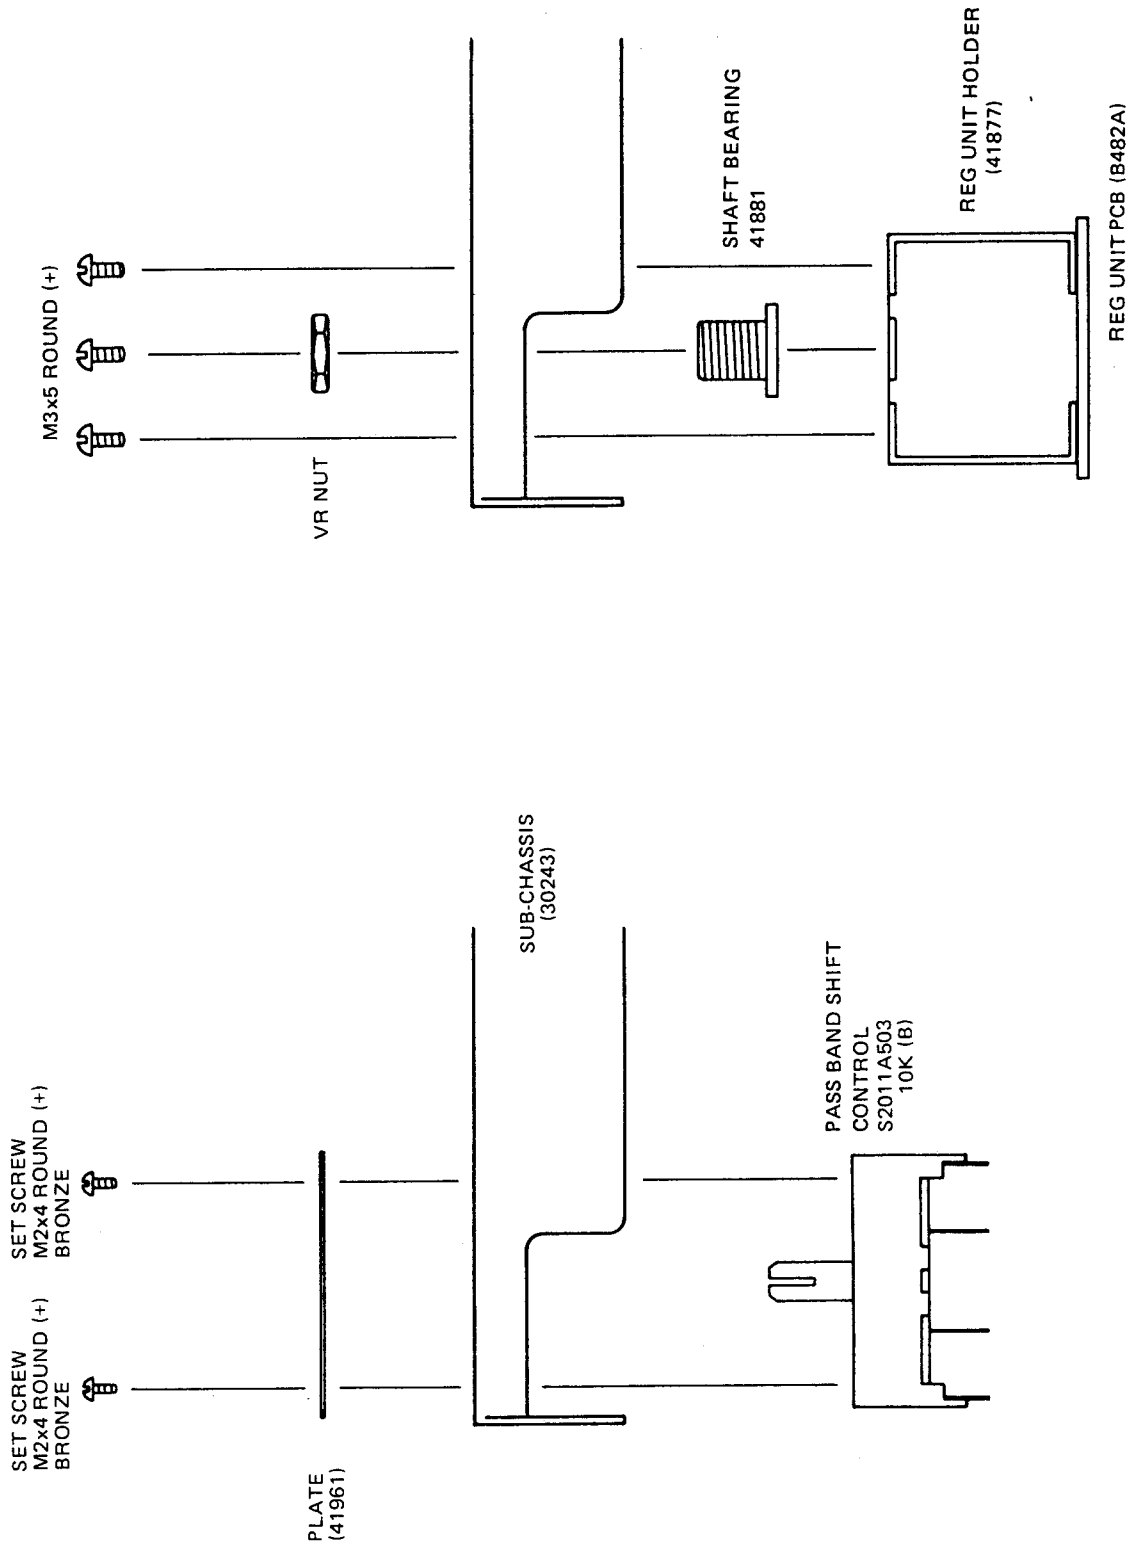 SET SCREW
M2x4 ROUND (+)
BRONZE
SET SCREW
M2x4 ROUND (+)
BRONZE
PLATE
(41961)
SUB-CHASSIS
(30243)
PASS BAND SHIFT
CONTROL
S2011A503
10K (B)
M3x5 ROUND (+)
VR NUT
SHAFT BEARING
41881
REG UNIT HOLDER
(41877)
REG UNIT PCB (B482A)